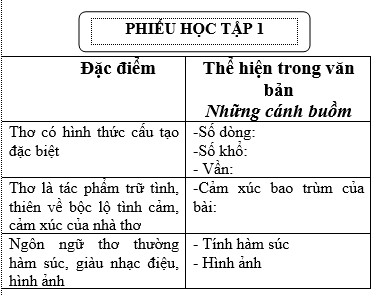 PHIẾU HỌC TẬP 1
Đặc điểm
Thể hiện trong văn
bản
Những cánh buồm
Thơ có hình thức cấu tạo
đặc biệt
-Số dòng:
-Số khổ:
- Vần:
Thơ là tác phẩm trữ tình,
thiên về bộc lộ tình cảm,
cảm xúc của nhà thơ
-Cảm xúc bao trùm của
bài:
Ngôn ngữ thơ thường
hàm súc, giàu nhạc điệu,
hình ảnh
- Tính hàm súc
- Hình ảnh